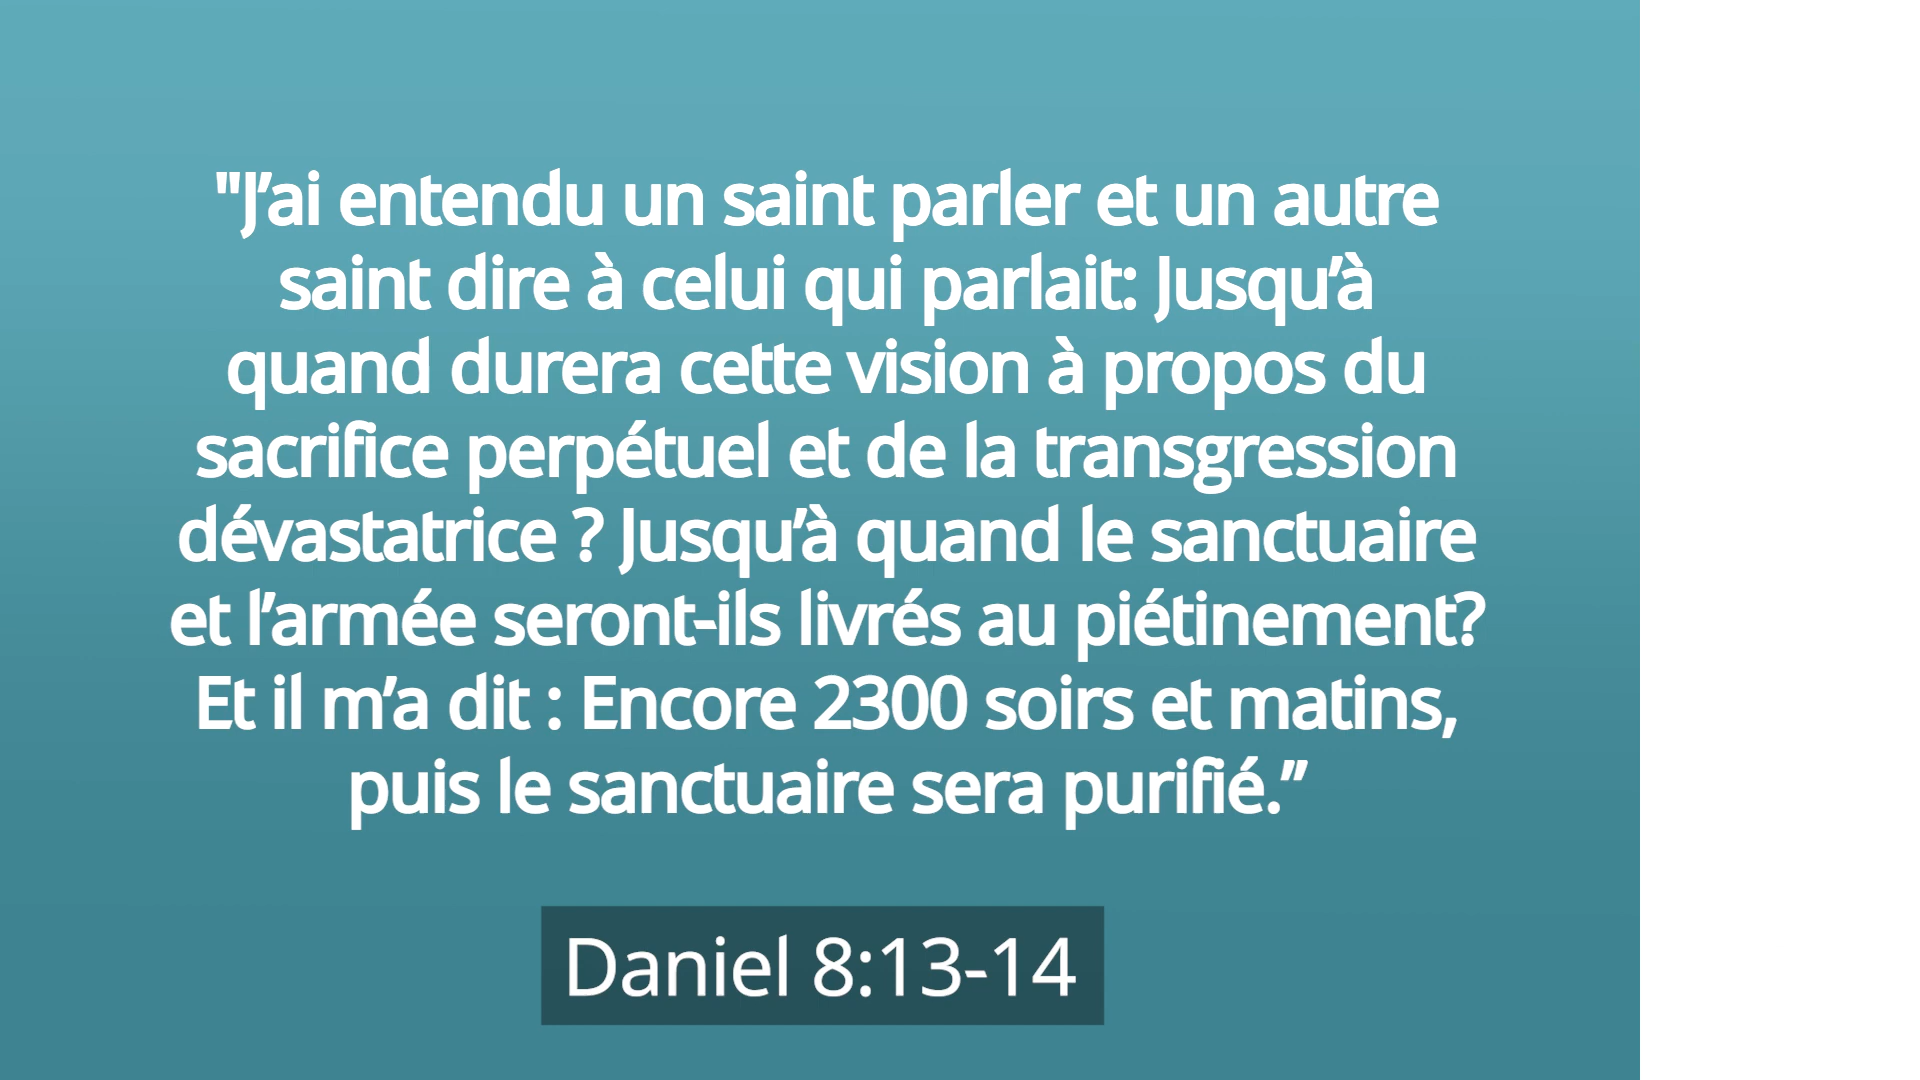 "J’ai entendu un saint parler et un autre
saint dire à celui qui parlait: Jusqu’à
quand durera cette vision à propos du
sacrifice perpétuel et de la transgression
dévastatrice ? Jusqu’à quand le sanctuaire
et l’armée seront-ils livrés au piétinement?
Et il m’a dit : Encore 2300 soirs et matins,
puis le sanctuaire sera purifié.”
Daniel 8:13-14